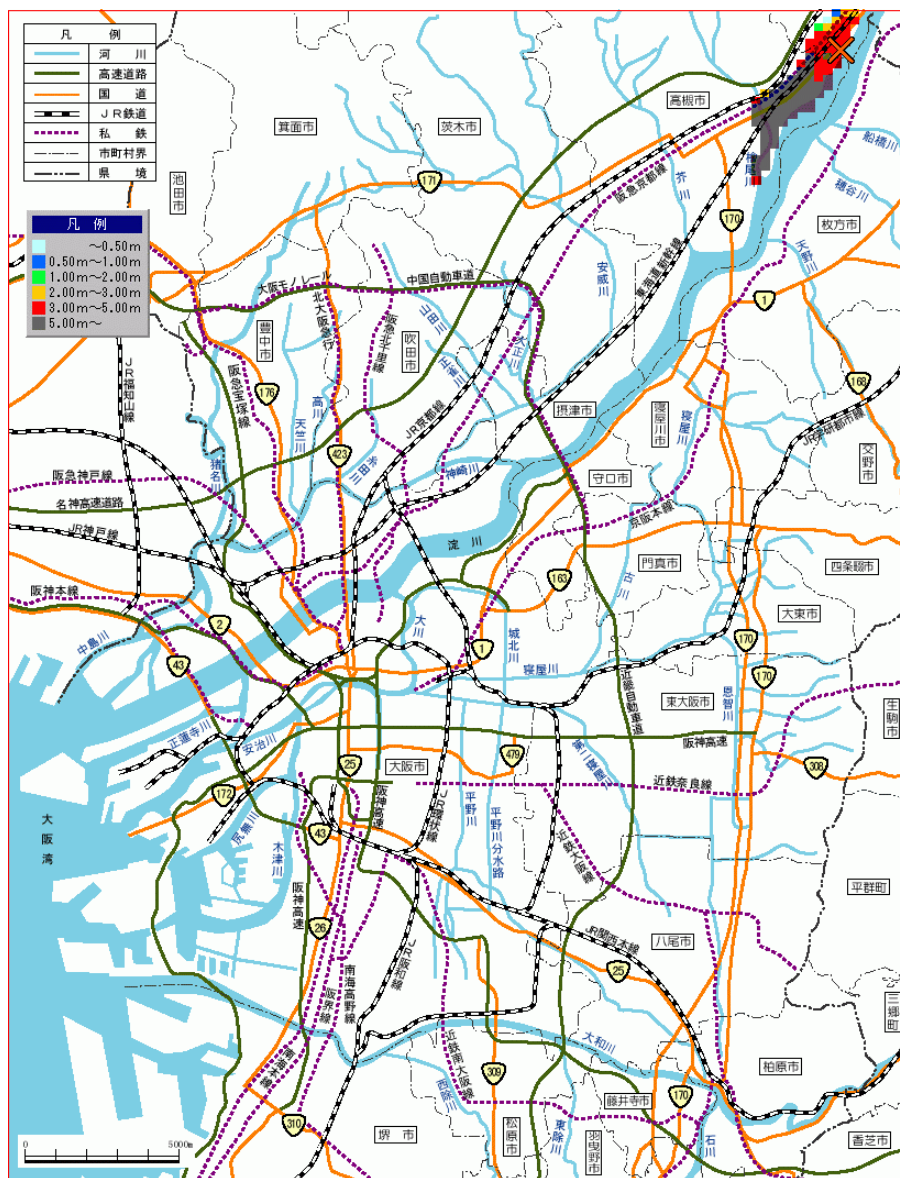 凡 例
河 川
高速道路
国 道
JR鉄道
私 鉄
市町村界
県 境
凡 例
～0.50m
0.50m～1.00m
1.00m～2.00m
2.00m～3.00m
3.00m～5.00m
5.00m～
高槻市
茨木市
箕面市
池田市
171
阪急京都線
芥川
檜尾川
船橋川
穂谷川
枚方市
170
天野川
東海道新幹線
安威川
中国自動車道
大阪モノレール
北大阪急行
豊中市
阪急北千里線
山田川
吹田市
正雀川
大正川
1
168
JR福知山線
阪急宝塚線
176
高川
天竺川
423
糸田川
JR京都線
摂津市
寝屋川市
寝屋川
JR学研都市線
交野市
阪急神戸線
猪名川
神崎川
守口市
名神高速道路
京阪本線
JR神戸線
淀 川
門真市
四条畷市
163
古川
阪神本線
大東市
2
大川
城北川
170
中島川
43
1
寝屋川
170
近畿自動車道
東大阪市
恩智川
生駒市
正蓮寺川
安治川
阪神高速
第二寝屋川
479
308
25
大阪市
近鉄奈良線
172
阪神高速
JR環状線
平野川
平野川分水路
大阪湾
尻無川
43
木津川
近鉄大阪線
平群町
阪神高速
26
JR関西本線
八尾市
JR阪和線
25
南海高野線
阪界線
三郷町
大和川
南海本線
近鉄南大阪線
柏原市
309
西除川
170
藤井寺市
310
堺 市
松原市
東除川
羽曳野市
石川
香芝市
0
5000m